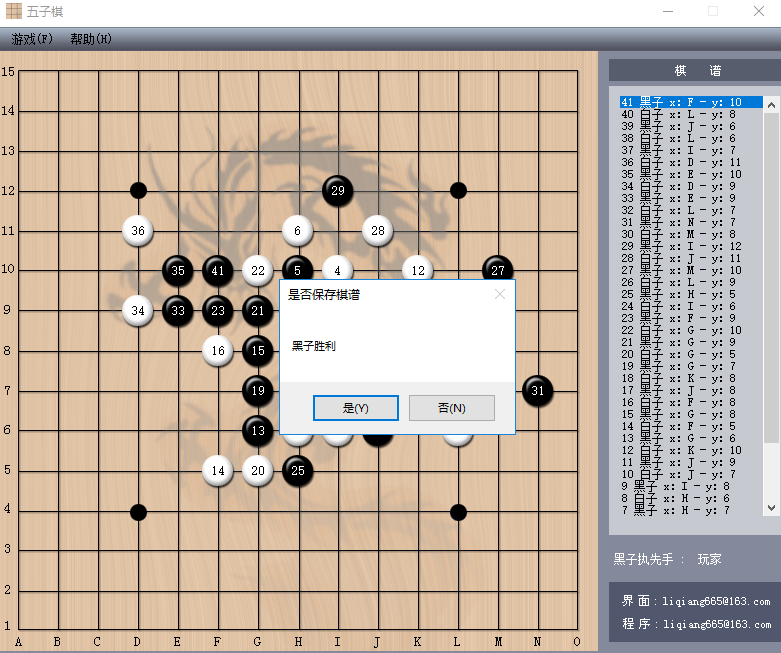 五子棋
游戏(F) 帮助(H)
15
14
13
12 29
11 36 6 28
10 35 41 22 5 4 12 27
9 34 33 23 21
8 16 15
7 19 31
6 13
5 14 20 25
4
3
2
1
A B C D E F G H I J K L M N O
是否保存棋谱
黑子胜利
是(Y) 否(N)
棋 谱
41 黑子 x: F - y: 10
40 白子 x: L - y: 8
39 黑子 x: J - y: 6
38 白子 x: L - y: 6
37 黑子 x: I - y: 7
36 白子 x: D - y: 11
35 黑子 x: E - y: 10
34 白子 x: D - y: 9
33 黑子 x: E - y: 9
32 白子 x: L - y: 7
31 黑子 x: N - y: 7
30 白子 x: M - y: 8
29 黑子 x: I - y: 12
28 白子 x: J - y: 11
27 黑子 x: M - y: 10
26 白子 x: L - y: 9
25 黑子 x: H - y: 5
24 白子 x: I - y: 6
23 黑子 x: F - y: 9
22 白子 x: G - y: 10
21 黑子 x: G - y: 9
20 白子 x: G - y: 5
19 黑子 x: G - y: 7
18 白子 x: K - y: 8
17 黑子 x: J - y: 8
16 白子 x: F - y: 8
15 黑子 x: G - y: 8
14 白子 x: F - y: 5
13 黑子 x: G - y: 6
12 白子 x: K - y: 10
11 黑子 x: J - y: 9
10 白子 x: J - y: 7
9 黑子 x: I - y: 8
8 白子 x: H - y: 6
7 黑子 x: H - y: 7
黑子执先手 : 玩家
界 面 : liqiang665@163.com
程 序 : liqiang665@163.com